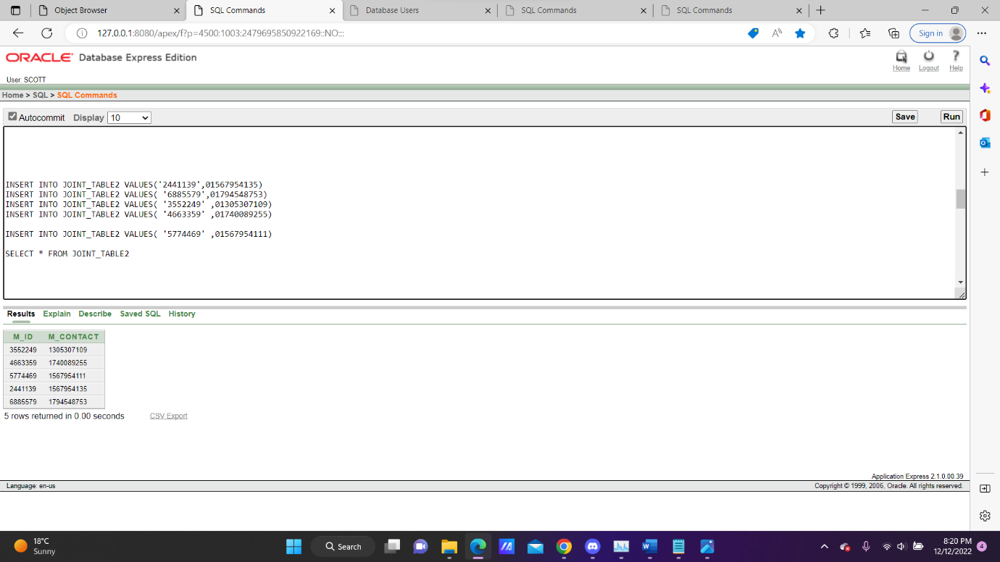 Object Browser
SQL Commands
Database Users
SQL Commands
SQL Commands
127.0.0.1:8080/apex/f?p=4500:1003:2479695850922169::NO:::
Sign in
ORACLE Database Express Edition
Home Logout Help
User: SCOTT
Home > SQL > SQL Commands
Autocommit Display 10 Save Run
INSERT INTO JOINT_TABLE2 VALUES('2441139',01567954135)
INSERT INTO JOINT_TABLE2 VALUES( '6885579',01794548753)
INSERT INTO JOINT_TABLE2 VALUES( '3552249' ,01305307109)
INSERT INTO JOINT_TABLE2 VALUES( '4663359' ,01740089255)
INSERT INTO JOINT_TABLE2 VALUES( '5774469' ,01567954111)
SELECT * FROM JOINT_TABLE2
Results Explain Describe Saved SQL History
M_ID M_CONTACT
3552249 1305307109
4663359 1740089255
5774469 1567954111
2441139 1567954135
6885579 1794548753
5 rows returned in 0.00 seconds CSV Export
Application Express 2.1.0.00.39
Language: en-us Copyright © 1999, 2006, Oracle. All rights reserved.
18°C
Sunny
Search
8:20 PM
12/12/2022
4